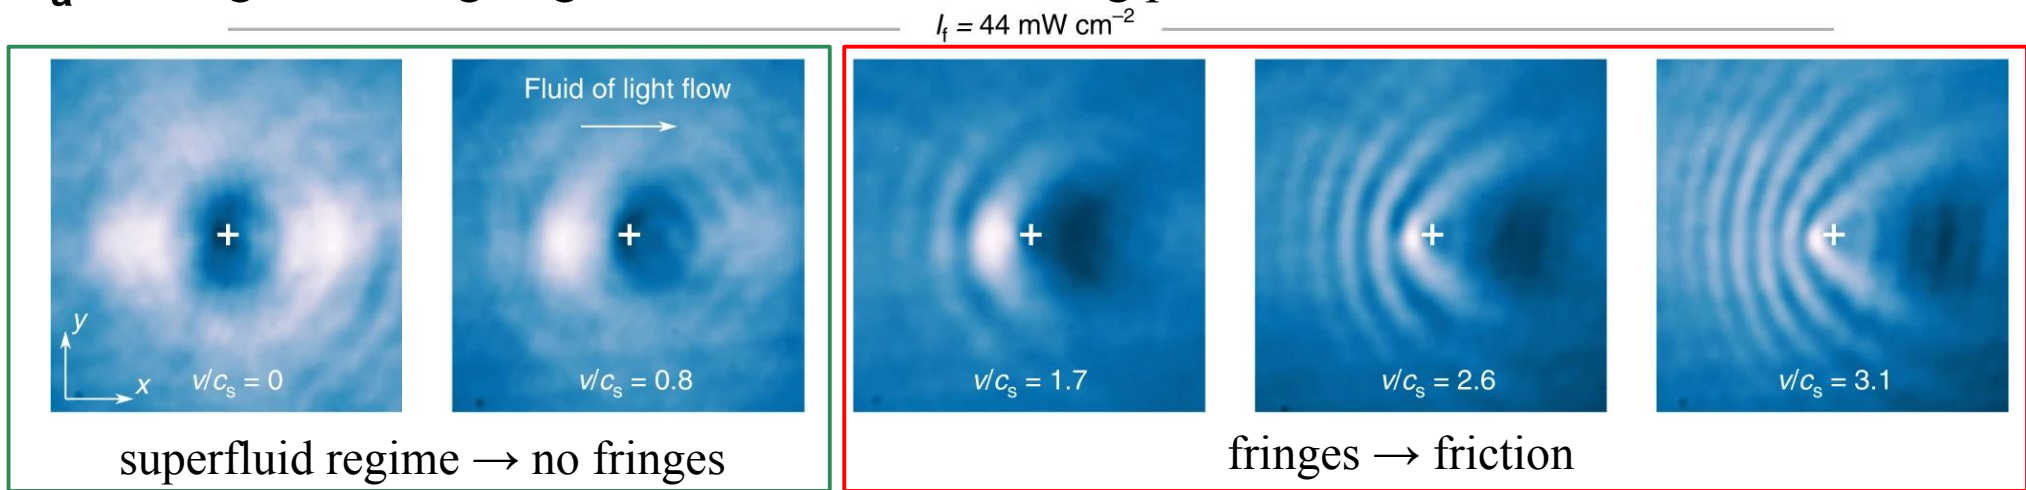 a
I_f = 44 mW cm⁻²
Fluid of light flow
y
x
v/c_s = 0
v/c_s = 0.8
v/c_s = 1.7
v/c_s = 2.6
v/c_s = 3.1
superfluid regime → no fringes
fringes → friction